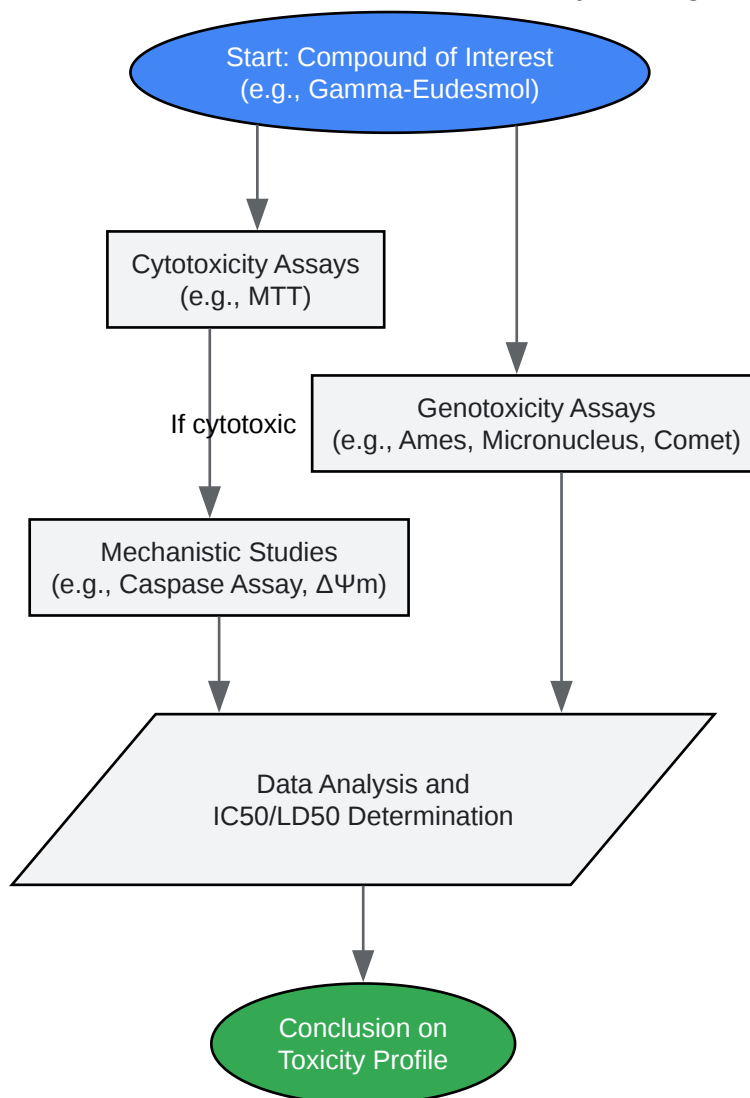 Start: Compound of Interest
(e.g., Gamma-Eudesmol)
Cytotoxicity Assays
(e.g., MTT)
Genotoxicity Assays
(e.g., Ames, Micronucleus, Comet)
If cytotoxic
Mechanistic Studies
(e.g., Caspase Assay, ΔΨm)
Data Analysis and
IC50/LD50 Determination
Conclusion on
Toxicity Profile